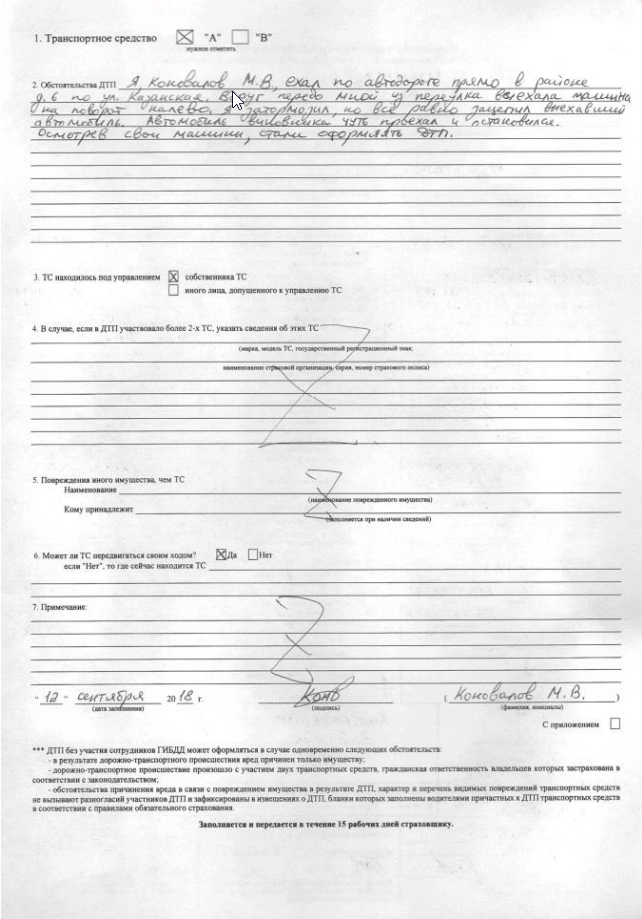 1. Транспортное средство "А" "В"
нужное отметить
2. Обстоятельства ДТП Я Коновалов М.В., ехал по автодороге прямо в районе
д. 6 по ул. Казанская. Вдруг передо мной из переулка выехала машина
на поворот налево. Я затормозил, но всё равно зацепил выехавший
автомобиль. Автомобиль виновника чуть проехал и остановился.
Осмотрев свои машины, стали оформлять ДТП.
3. ТС находилось под управлением X собственника ТС
иного лица, допущенного к управлению ТС
4. В случае, если в ДТП участвовало более 2-х ТС, указать сведения об этих ТС
(марка, модель ТС, государственный регистрационный знак,
наименование страховой организации, серия, номер страхового полиса)
5. Повреждения иного имущества, чем ТС
Наименование
(наименование поврежденного имущества)
Кому принадлежит
(заполняется при наличии сведений)
6. Может ли ТС передвигаться своим ходом? Да Нет
если "Нет", то где сейчас находится ТС
7. Примечание
"12" сентября 2018 г. Конв (Коновалов М.В.)
(дата заполнения) (подпись) (фамилия, инициалы)
С приложением
*** ДТП без участия сотрудников ГИБДД может оформляться в случае одновременно следующих обстоятельств:
- в результате дорожно-транспортного происшествия вред причинен только имуществу;
- дорожно-транспортное происшествие произошло с участием двух транспортных средств, гражданская ответственность владельцев которых застрахована в
соответствии с законодательством;
- обстоятельства причинения вреда в связи с повреждением имущества в результате ДТП, характер и перечень видимых повреждений транспортных средств
не вызывают разногласий участников ДТП и зафиксированы в извещениях о ДТП, бланки которых заполнены водителями причастных к ДТП транспортных средств
в соответствии с правилами обязательного страхования.
Заполняется и передается в течение 15 рабочих дней страховщику.